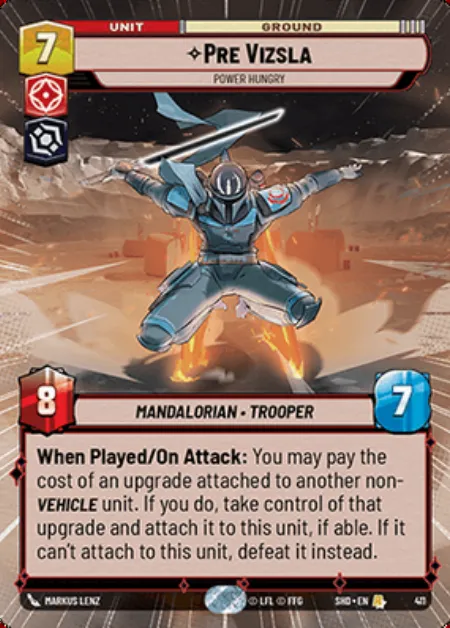 7
UNIT
GROUND
PRE VIZSLA
POWER HUNGRY
8
MANDALORIAN • TROOPER
7
When Played/On Attack: You may pay the
cost of an upgrade attached to another non-
VEHICLE unit. If you do, take control of that
upgrade and attach it to this unit, if able. If it
can't attach to this unit, defeat it instead.
MARKUS LENZ
© LFL © FFG
SHD • EN